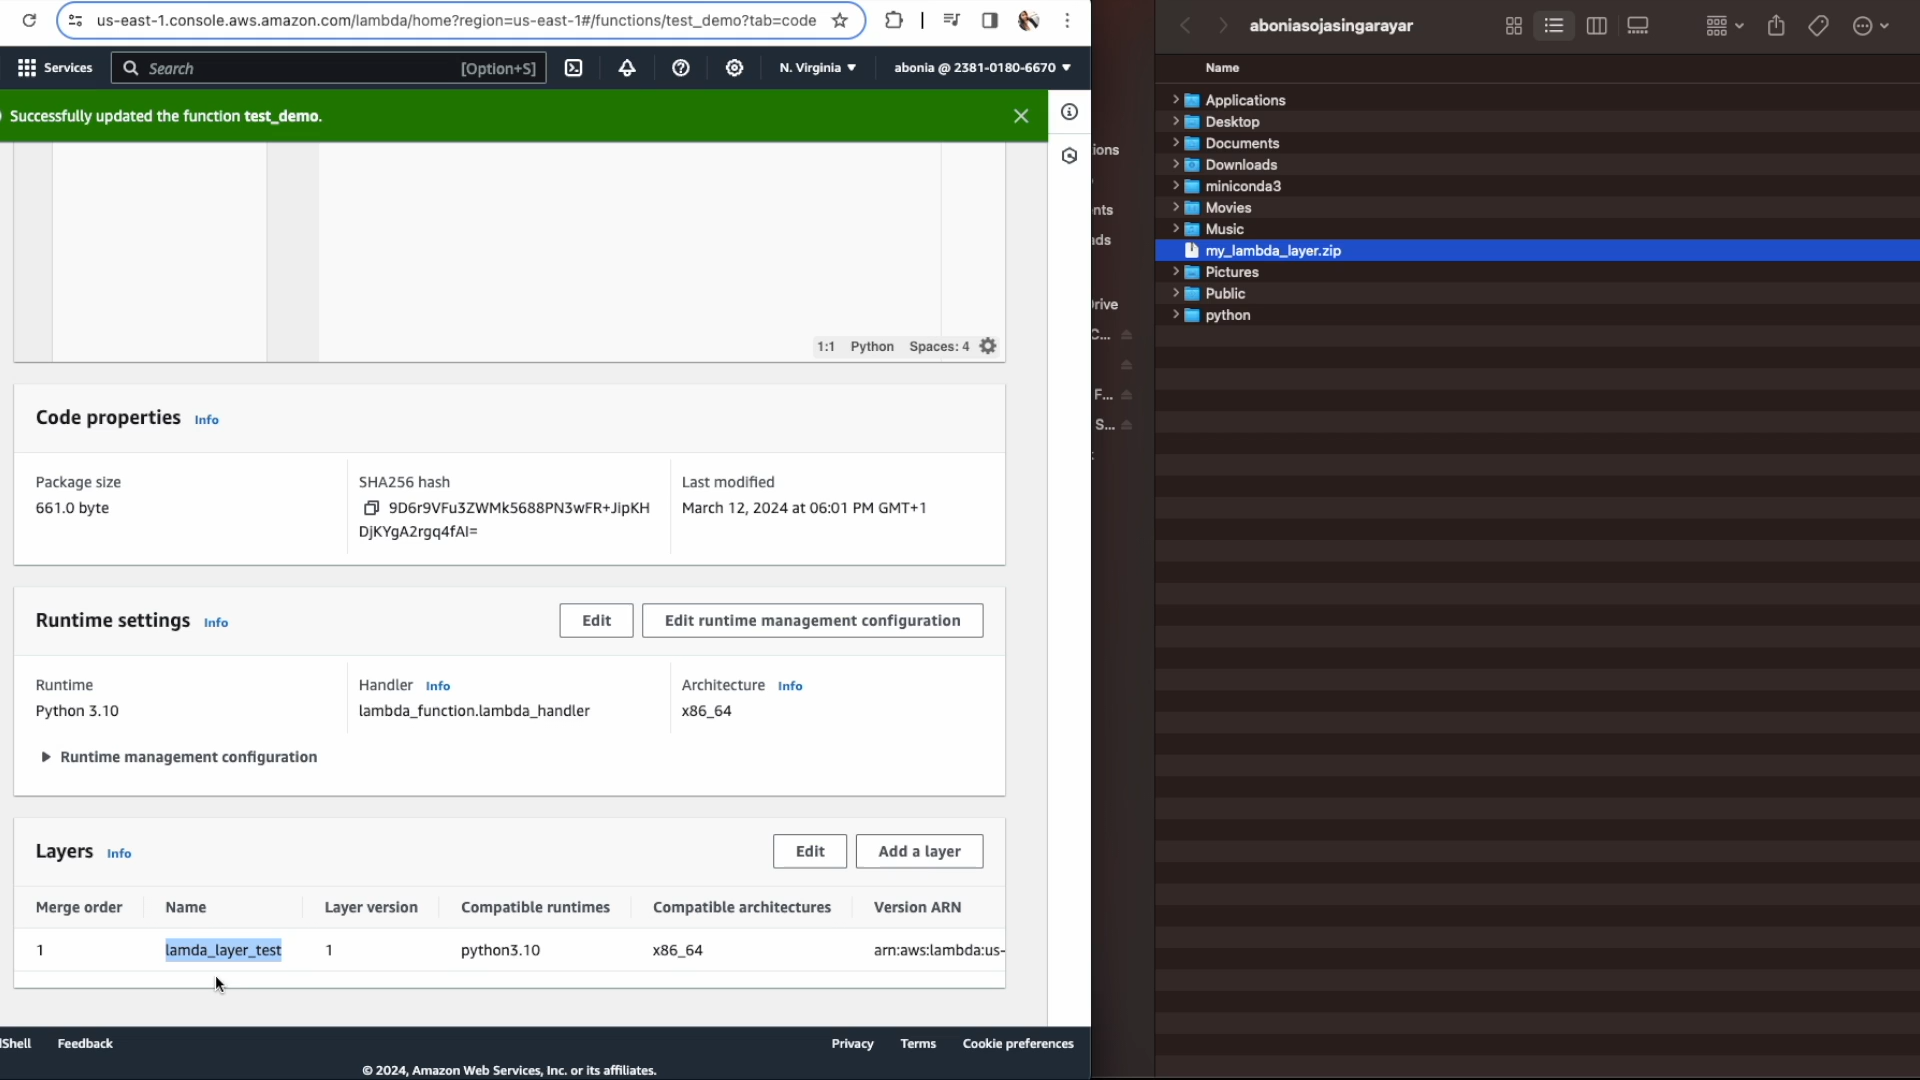 us-east-1.console.aws.amazon.com/lambda/home?region=us-east-1#/functions/test_demo?tab=code
Services
Search
[Option+S]
N. Virginia
abonia @ 2381-0180-6670
Successfully updated the function test_demo.
1:1 Python Spaces: 4
Code properties Info
Package size
661.0 byte
SHA256 hash
9D6r9VFu3ZWMk5688PN3wFR+JipKH
DjKYgA2rgq4fAI=
Last modified
March 12, 2024 at 06:01 PM GMT+1
Runtime settings Info
Edit
Edit runtime management configuration
Runtime
Python 3.10
Handler Info
lambda_function.lambda_handler
Architecture Info
x86_64
Runtime management configuration
Layers Info
Edit
Add a layer
Merge order Name Layer version Compatible runtimes Compatible architectures Version ARN
1 lamda_layer_test 1 python3.10 x86_64 arn:aws:lambda:us-
Shell Feedback
Privacy Terms Cookie preferences
© 2024, Amazon Web Services, Inc. or its affiliates.
ions
nts
ads
rive
C...
F...
S...
aboniasojasingarayar
Name
Applications
Desktop
Documents
Downloads
miniconda3
Movies
Music
my_lambda_layer.zip
Pictures
Public
python